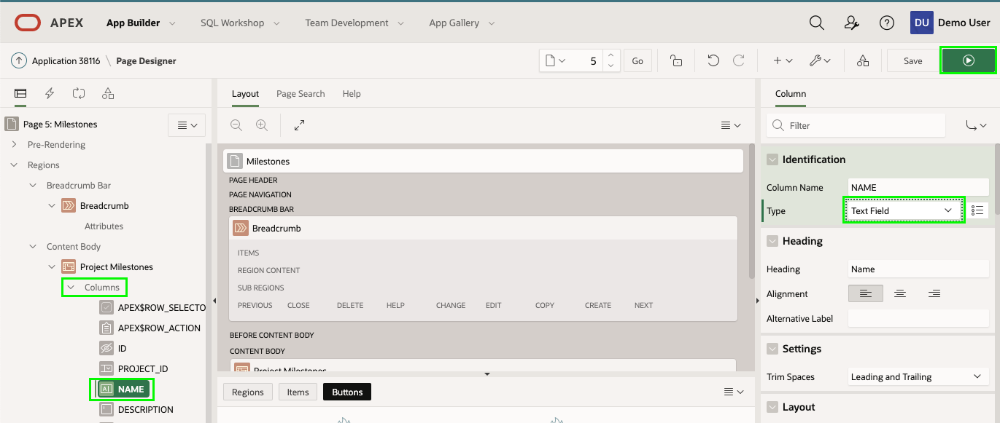 APEX App Builder SQL Workshop Team Development App Gallery DU Demo User
Application 38116 \ Page Designer 5 Go Save
Layout Page Search Help Column
Page 5: Milestones Filter
Pre-Rendering
Regions
Breadcrumb Bar
Breadcrumb
Attributes
Content Body
Project Milestones
Columns
APEX$ROW_SELECTO
APEX$ROW_ACTION
ID
PROJECT_ID
NAME
DESCRIPTION
Milestones
PAGE HEADER
PAGE NAVIGATION
BREADCRUMB BAR
Breadcrumb
ITEMS
REGION CONTENT
SUB REGIONS
PREVIOUS CLOSE DELETE HELP CHANGE EDIT COPY CREATE NEXT
BEFORE CONTENT BODY
CONTENT BODY
Project Milestones
Regions Items Buttons
Identification
Column Name NAME
Type Text Field
Heading
Heading Name
Alignment
Alternative Label
Settings
Trim Spaces Leading and Trailing
Layout